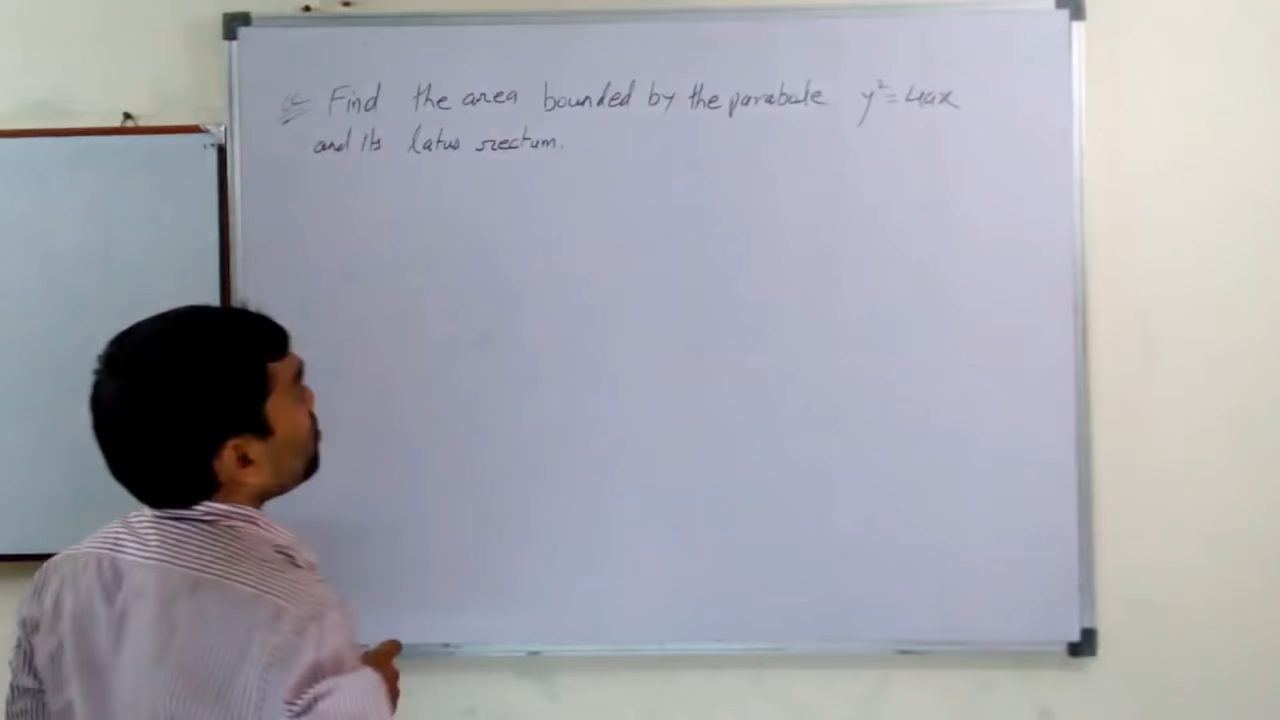 Q Find the area bounded by the parabola y² = 4ax
and its latus rectum.